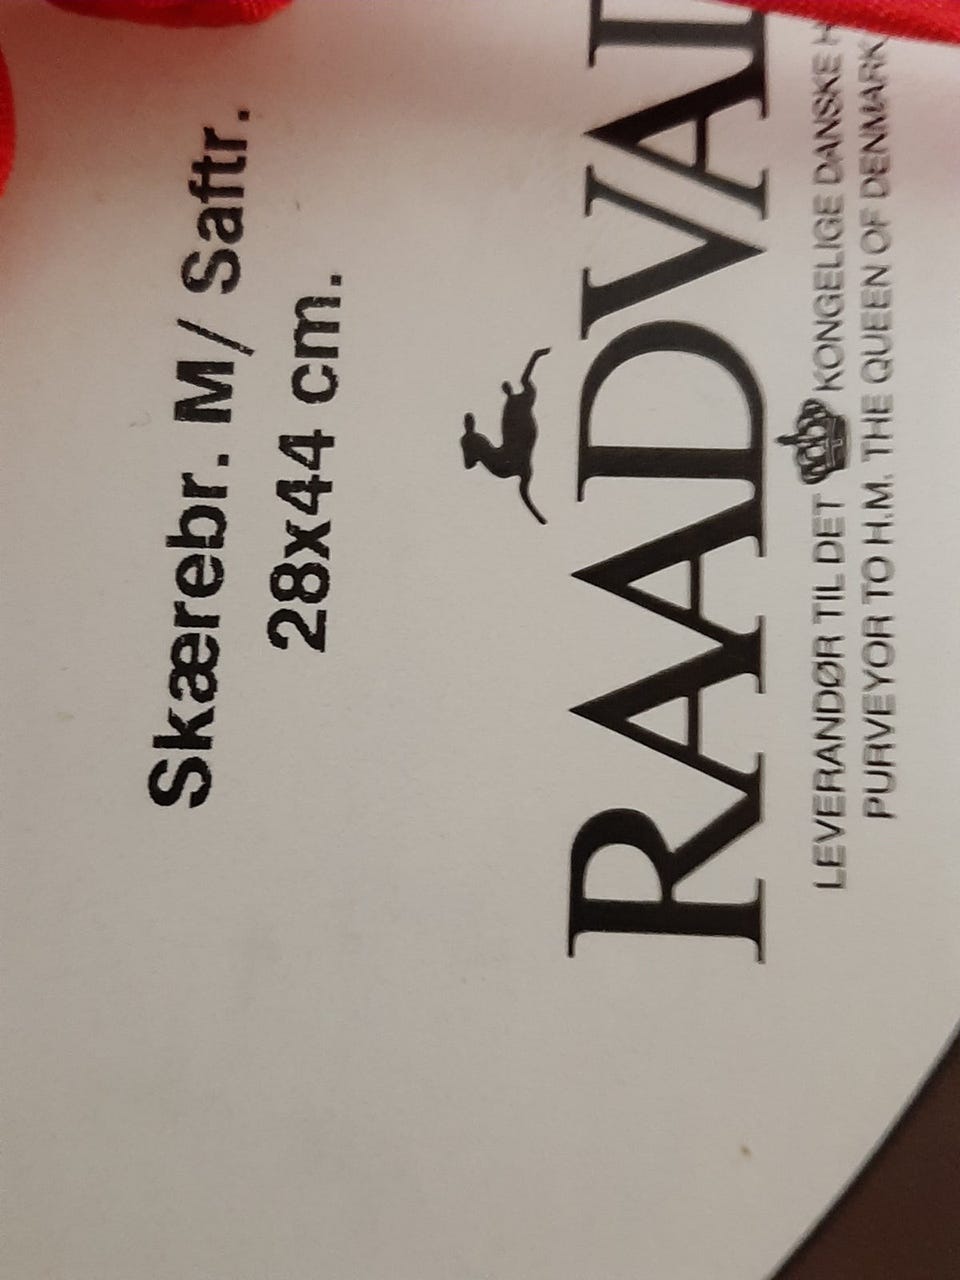 Skærebr. M/ Saftr.
28x44 cm.
RAADVA
LEVERANDØR TIL DET KONGELIGE DANSKE H
PURVEYOR TO H.M. THE QUEEN OF DENMARK